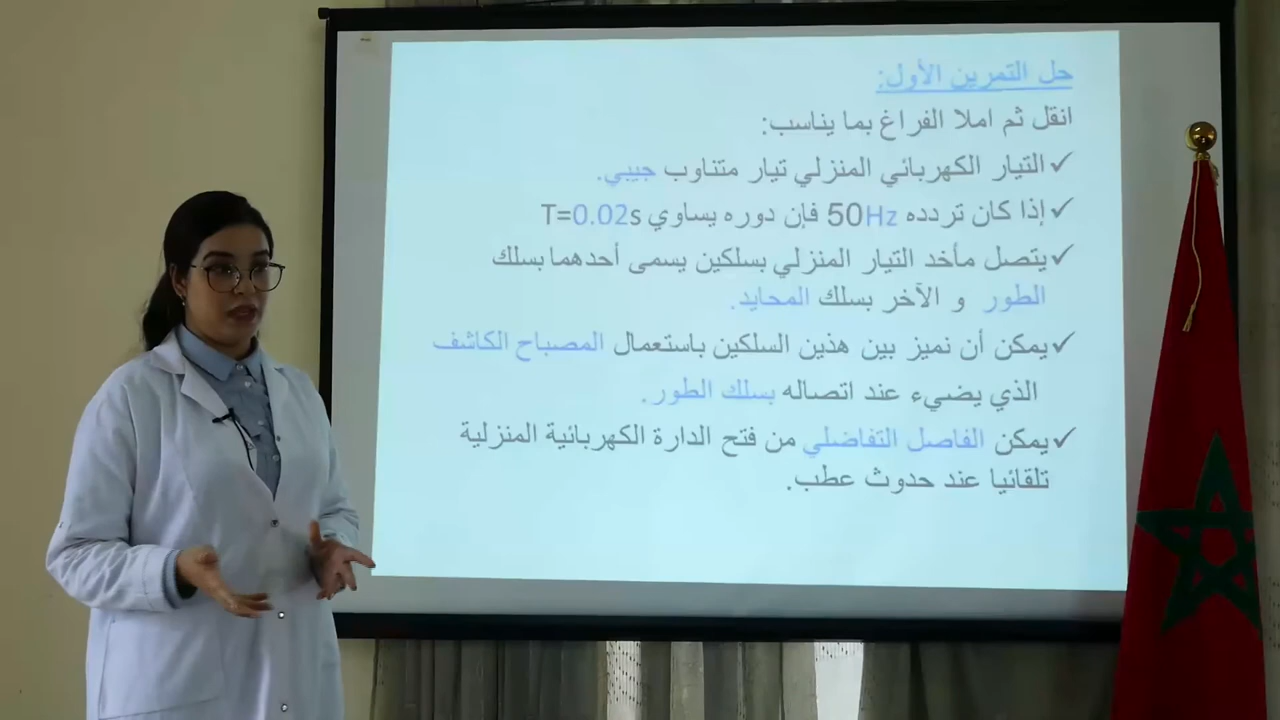 حل التمرين الأول:
انقل ثم املا الفراغ بما يناسب:
✓التيار الكهربائي المنزلي تيار متناوب جيبي.
✓إذا كان تردده 50Hz فإن دوره يساوي T=0.02s
✓يتصل مأخد التيار المنزلي بسلكين يسمى أحدهما بسلك
الطور و الآخر بسلك المحايد.
✓يمكن أن نميز بين هذين السلكين باستعمال المصباح الكاشف
الذي يضيء عند اتصاله بسلك الطور.
✓يمكن الفاصل التفاضلي من فتح الدارة الكهربائية المنزلية
تلقائيا عند حدوث عطب.